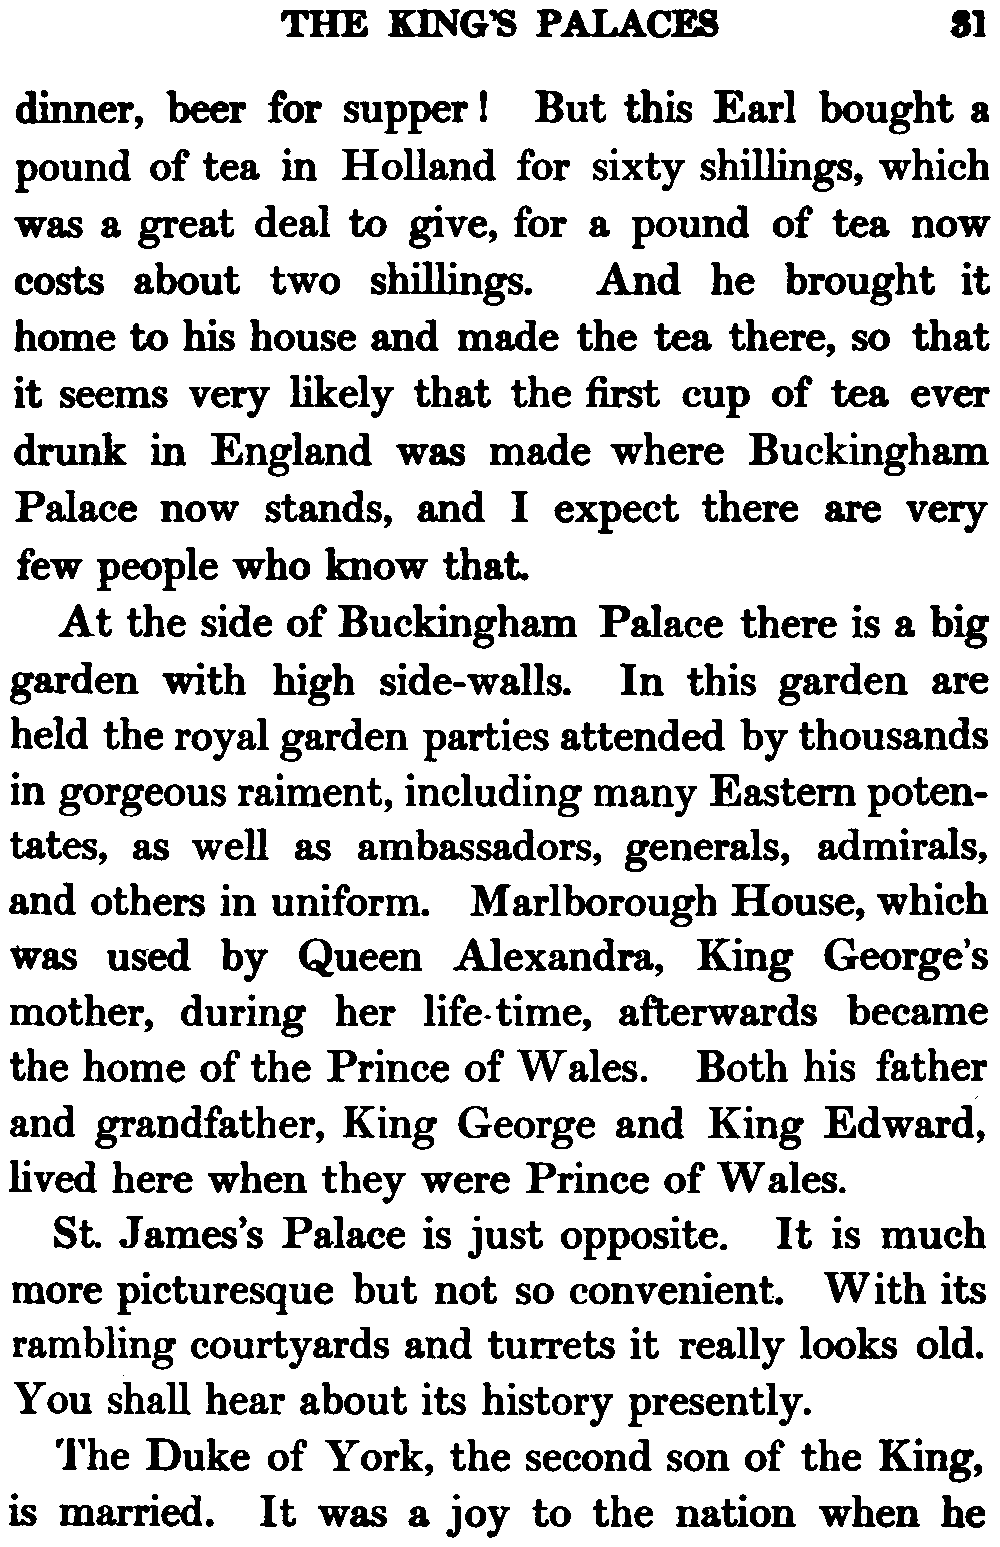 THE KING'S PALACES 31
dinner, beer for supper! But this Earl bought a
pound of tea in Holland for sixty shillings, which
was a great deal to give, for a pound of tea now
costs about two shillings. And he brought it
home to his house and made the tea there, so that
it seems very likely that the first cup of tea ever
drunk in England was made where Buckingham
Palace now stands, and I expect there are very
few people who know that.
At the side of Buckingham Palace there is a big
garden with high side-walls. In this garden are
held the royal garden parties attended by thousands
in gorgeous raiment, including many Eastern poten-
tates, as well as ambassadors, generals, admirals,
and others in uniform. Marlborough House, which
was used by Queen Alexandra, King George's
mother, during her life-time, afterwards became
the home of the Prince of Wales. Both his father
and grandfather, King George and King Edward,
lived here when they were Prince of Wales.
St. James's Palace is just opposite. It is much
more picturesque but not so convenient. With its
rambling courtyards and turrets it really looks old.
You shall hear about its history presently.
The Duke of York, the second son of the King,
is married. It was a joy to the nation when he